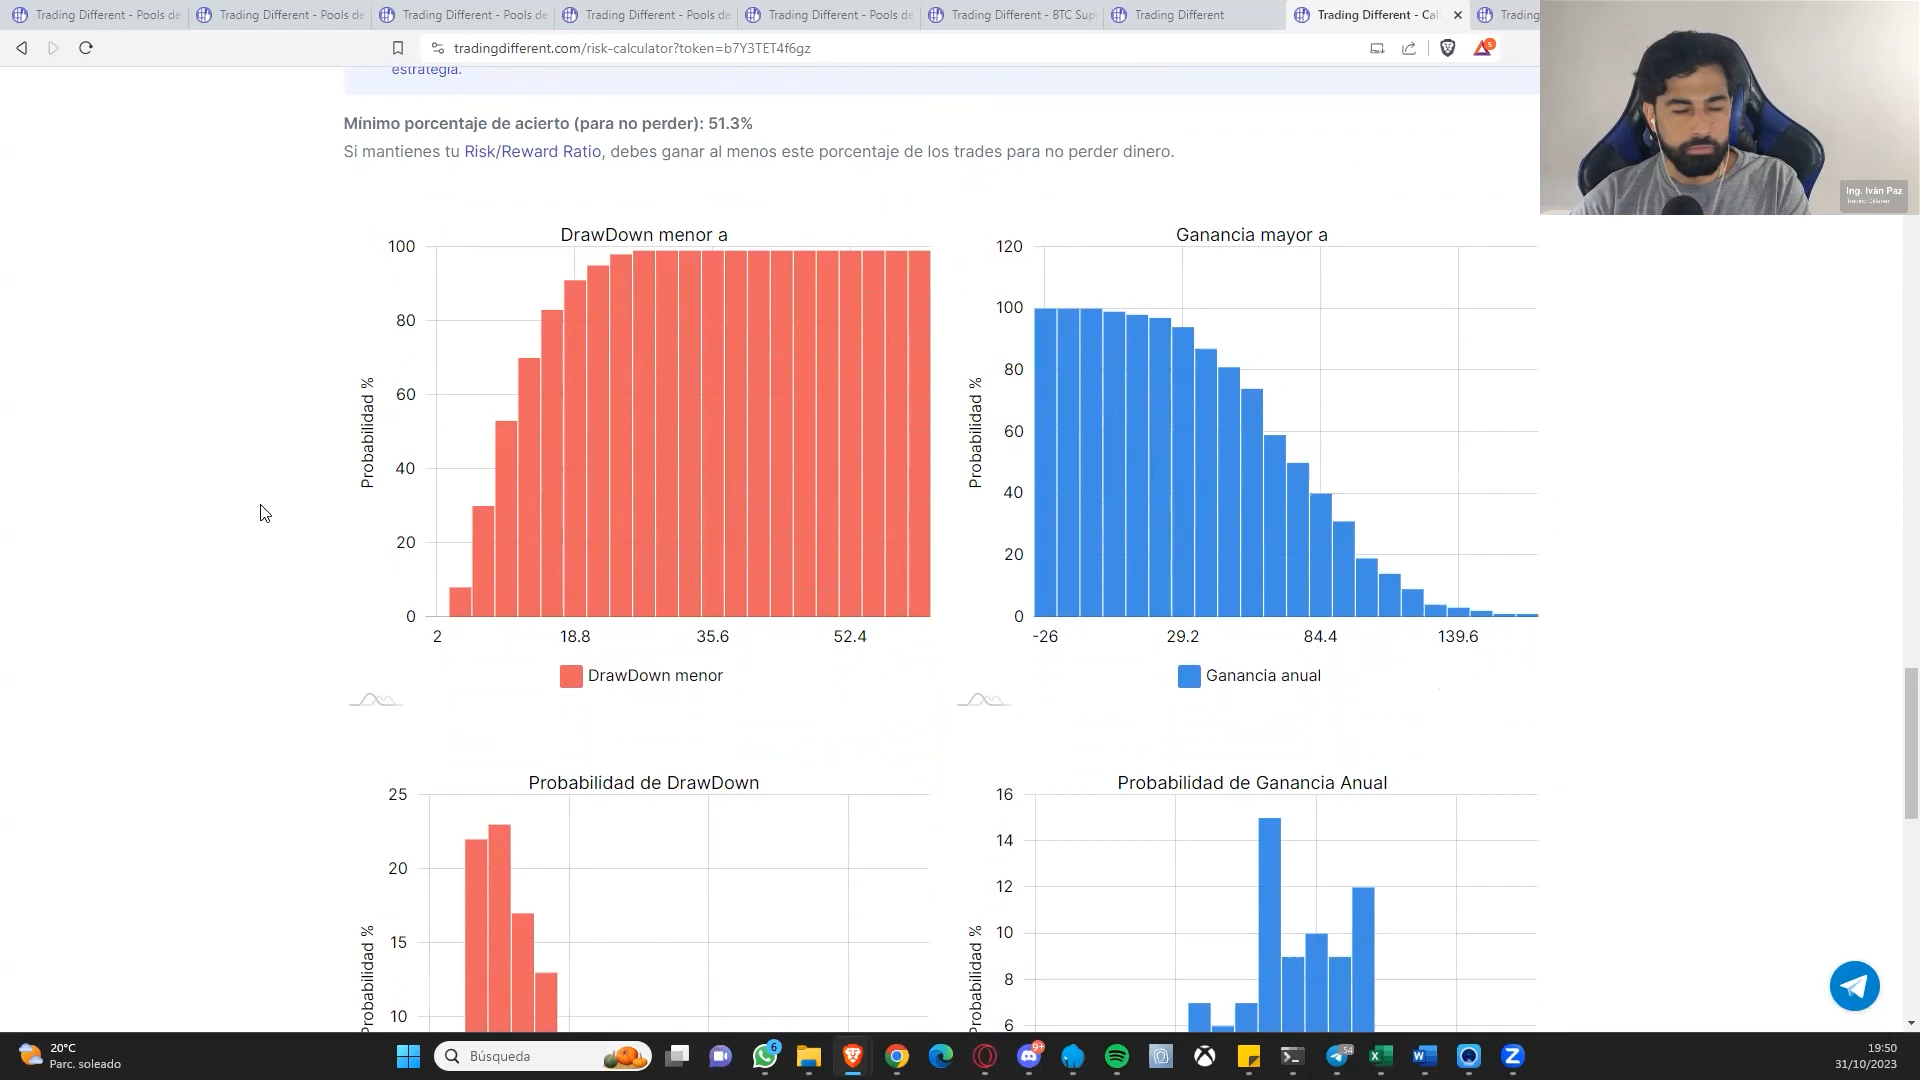 Trading Different - Pools de
Trading Different - Pools de
Trading Different - Pools de
Trading Different - Pools de
Trading Different - Pools de
Trading Different - BTC Sup
Trading Different
Trading Different - Cal
Trading
tradingdifferent.com/risk-calculator?token=b7Y3TET4f6gz
5
Ing. Iván Paz
Trading Different
estrategia.
Mínimo porcentaje de acierto (para no perder): 51.3%
Si mantienes tu Risk/Reward Ratio, debes ganar al menos este porcentaje de los trades para no perder dinero.
DrawDown menor a
100
80
60
40
20
0
Probabilidad %
2 18.8 35.6 52.4
DrawDown menor
Ganancia mayor a
120
100
80
60
40
20
0
Probabilidad %
-26 29.2 84.4 139.6
Ganancia anual
Probabilidad de DrawDown
25
20
15
10
Probabilidad %
Probabilidad de Ganancia Anual
16
14
12
10
8
6
Probabilidad %
20°C
Parc. soleado
Búsqueda
6
9+
54
19:50
31/10/2023